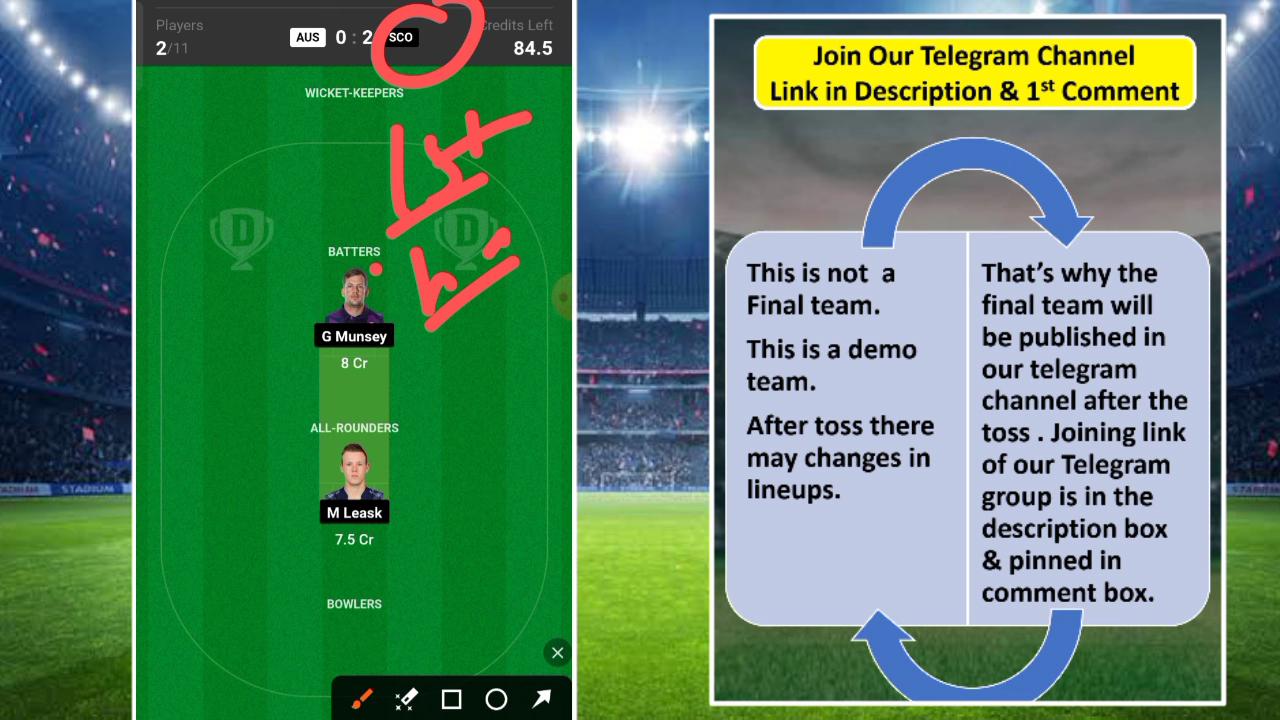 Players
2/11
AUS 0 : 2 SCO
Credits Left
84.5
WICKET-KEEPERS
BATTERS
G Munsey
8 Cr
ALL-ROUNDERS
M Leask
7.5 Cr
BOWLERS
Join Our Telegram Channel
Link in Description & 1st Comment
This is not a
Final team.
This is a demo
team.
After toss there
may changes in
lineups.
That's why the
final team will
be published in
our telegram
channel after the
toss . Joining link
of our Telegram
group is in the
description box
& pinned in
comment box.
STADIUM